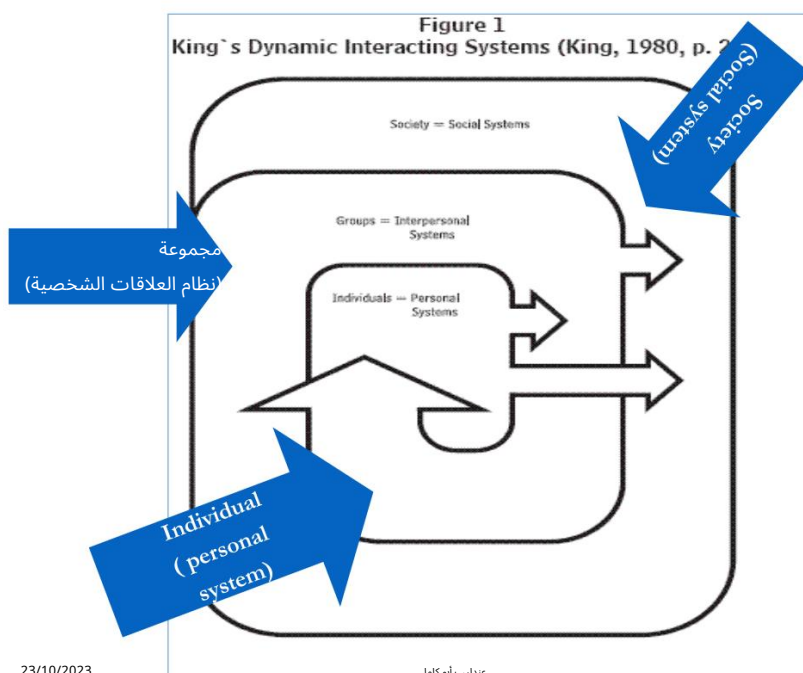 Figure 1
King`s Dynamic Interacting Systems (King, 1980, p. 2
Society
(Social system)
Society = Social Systems
مجموعة
(نظام العلاقات الشخصية)
Groups = Interpersonal
Systems
Individuals = Personal
Systems
Individual
( personal
system)
23/10/2023